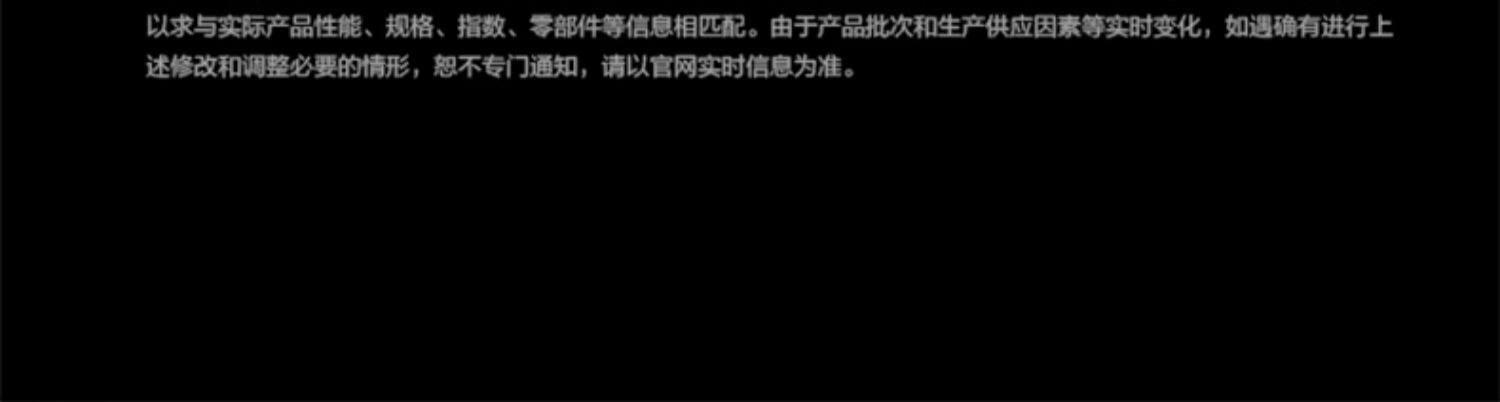 以求与实际产品性能、规格、指数、零部件等信息相匹配。由于产品批次和生产供应因素等实时变化，如遇确有进行上
述修改和调整必要的情形，恕不专门通知，请以官网实时信息为准。